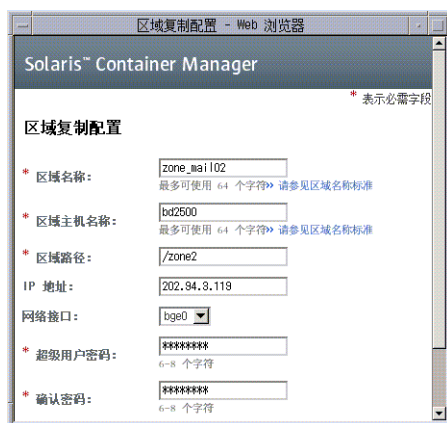 区域复制配置 - Web 浏览器
Solaris™ Container Manager
* 表示必需字段
区域复制配置
* 区域名称: zone_mail02
最多可使用 64 个字符›› 请参见区域名称标准
* 区域主机名称: bd2500
最多可使用 64 个字符›› 请参见区域名称标准
* 区域路径: /zone2
IP 地址: 202.94.3.119
网络接口: bge0
* 超级用户密码: ********
6-8 个字符
* 确认密码: ********
6-8 个字符